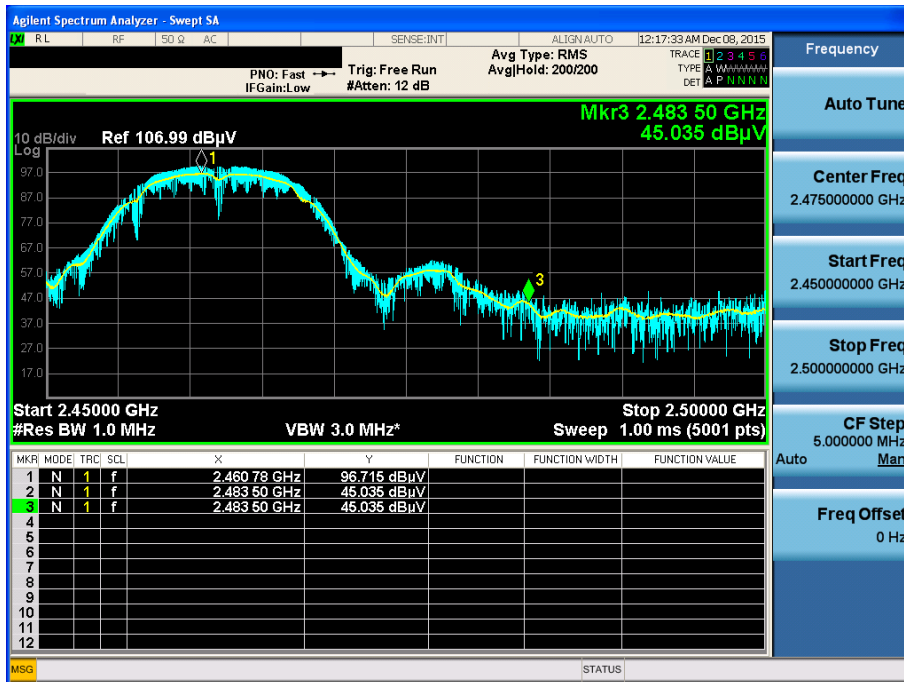 Agilent Spectrum Analyzer - Swept SA
LXI RL RF 50 Ω AC SENSE:INT ALIGN AUTO 12:17:33 AM Dec 08, 2015
PNO: Fast Trig: Free Run Avg Type: RMS TRACE 1 2 3 4 5 6
IFGain:Low #Atten: 12 dB Avg|Hold: 200/200 TYPE A WWWWW
DET A P N N N N
Frequency
Auto Tune
Mkr3 2.483 50 GHz
10 dB/div Ref 106.99 dBµV 45.035 dBµV
Log
97.0
87.0
77.0
67.0
57.0
47.0
37.0
27.0
17.0
1
3
Start 2.45000 GHz Stop 2.50000 GHz
#Res BW 1.0 MHz VBW 3.0 MHz* Sweep 1.00 ms (5001 pts)
MKR MODE TRC SCL X Y FUNCTION FUNCTION WIDTH FUNCTION VALUE
1 N 1 f 2.460 78 GHz 96.715 dBµV
2 N 1 f 2.483 50 GHz 45.035 dBµV
3 N 1 f 2.483 50 GHz 45.035 dBµV
4
5
6
7
8
9
10
11
12
Center Freq
2.475000000 GHz
Start Freq
2.450000000 GHz
Stop Freq
2.500000000 GHz
CF Step
5.000000 MHz
Auto Man
Freq Offset
0 Hz
MSG STATUS